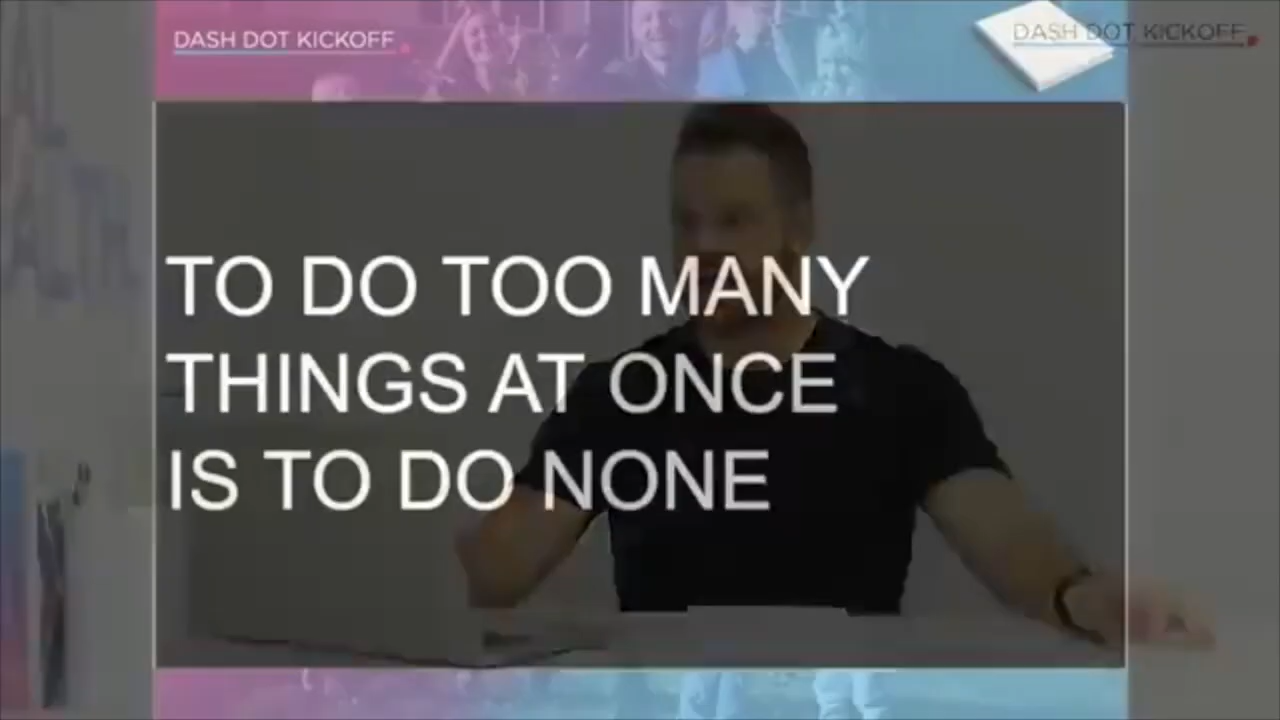 DASH DOT KICKOFF
DASH DOT KICKOFF
TO DO TOO MANY
THINGS AT ONCE
IS TO DO NONE